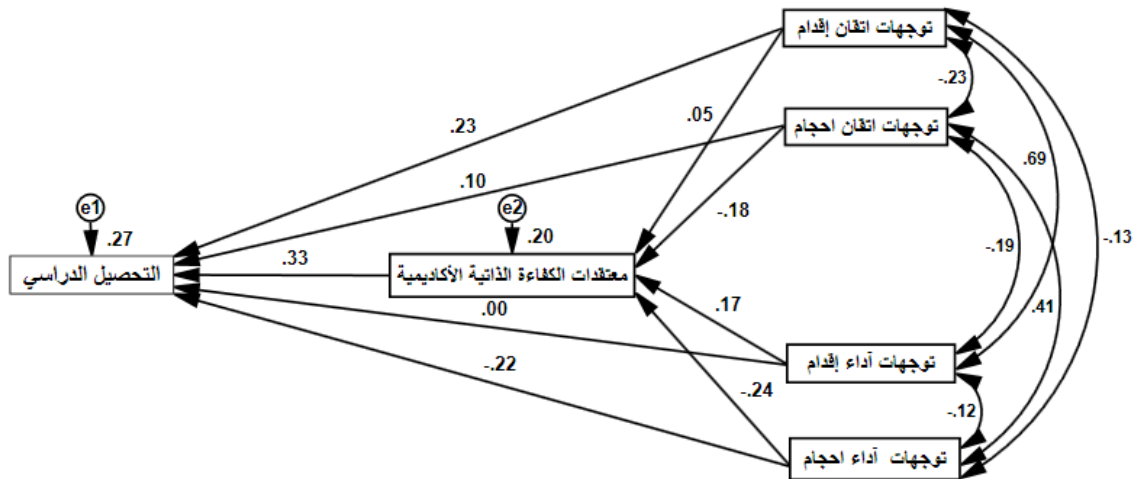 توجهات اتقان إقدام
-.23
توجهات اتقان احجام
.05
.23
.69
.10
-.18
-.13
-.19
e1
.27
e2
.20
التحصيل الدراسي
.33
معتقدات الكفاءة الذاتية الأكاديمية
.00
.17
.41
توجهات آداء إقدام
-.22
-.24
-.12
توجهات آداء احجام